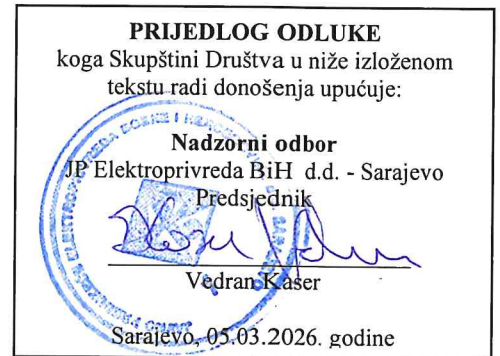 PRIJEDLOG ODLUKE
koga Skupštini Društva u niže izloženom
tekstu radi donošenja upućuje:
Nadzorni odbor
JP Elektroprivreda BiH d.d. - Sarajevo
Predsjednik
Vedran Kaser
Sarajevo, 05.03.2026. godine